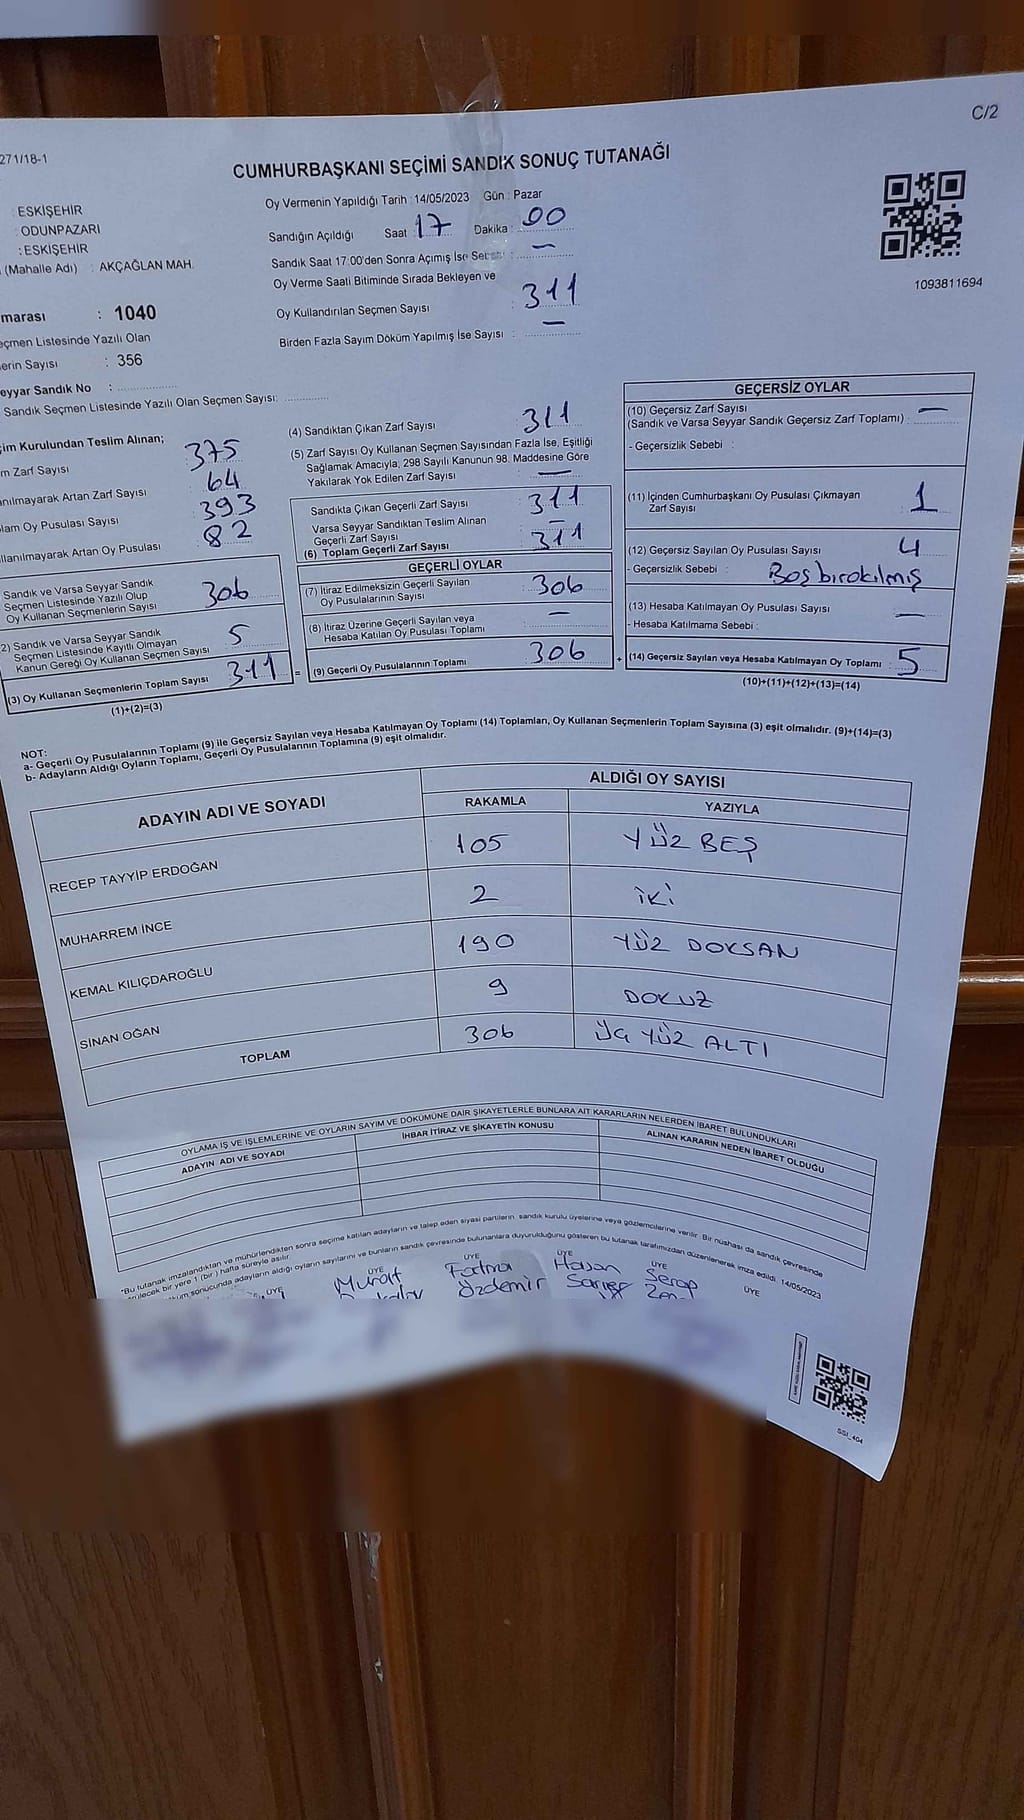 C/2
271/18-1
CUMHURBAŞKANI SEÇİMİ SANDIK SONUÇ TUTANAĞI
: ESKİŞEHİR
: ODUNPAZARI
: ESKİŞEHİR
(Mahalle Adı) : AKÇAĞLAN MAH.
marası : 1040
eçmen Listesinde Yazılı Olan
erin Sayısı : 356
eyyar Sandık No :
Sandık Seçmen Listesinde Yazılı Olan Seçmen Sayısı:
Oy Vermenin Yapıldığı Tarih : 14/05/2023 Gün : Pazar
Sandığın Açıldığı Saat 17 Dakika : 00
Sandık Saat 17:00'den Sonra Açımış İse Sebebi : —
Oy Verme Saati Bitiminde Sırada Bekleyen ve
Oy Kullandırılan Seçmen Sayısı : 311
Birden Fazla Sayım Döküm Yapılmış İse Sayısı : —
1093811694
çim Kurulundan Teslim Alınan;
m Zarf Sayısı 375
anılmayarak Artan Zarf Sayısı 64
lam Oy Pusulası Sayısı 393
llanılmayarak Artan Oy Pusulası 82
Sandık ve Varsa Seyyar Sandık
Seçmen Listesinde Yazılı Olup
Oy Kullanan Seçmenlerin Sayısı 306
2) Sandık ve Varsa Seyyar Sandık
Seçmen Listesinde Kayıtlı Olmayan
Kanun Gereği Oy Kullanan Seçmen Sayısı 5
(3) Oy Kullanan Seçmenlerin Toplam Sayısı 311
(1)+(2)=(3)
(4) Sandıktan Çıkan Zarf Sayısı 311
(5) Zarf Sayısı Oy Kullanan Seçmen Sayısından Fazla İse, Eşitliği
Sağlamak Amacıyla; 298 Sayılı Kanunun 98. Maddesine Göre
Yakılarak Yok Edilen Zarf Sayısı —
Sandıkta Çıkan Geçerli Zarf Sayısı 311
Varsa Seyyar Sandıktan Teslim Alınan
Geçerli Zarf Sayısı —
(6) Toplam Geçerli Zarf Sayısı 311
GEÇERLİ OYLAR
(7) İtiraz Edilmeksizin Geçerli Sayılan
Oy Pusulalarının Sayısı 306
(8) İtiraz Üzerine Geçerli Sayılan veya
Hesaba Katılan Oy Pusulası Toplamı —
= (9) Geçerli Oy Pusulalarının Toplamı 306 +
GEÇERSİZ OYLAR
(10) Geçersiz Zarf Sayısı
(Sandık ve Varsa Seyyar Sandık Geçersiz Zarf Toplamı) : —
- Geçersizlik Sebebi :
(11) İçinden Cumhurbaşkanı Oy Pusulası Çıkmayan
Zarf Sayısı 1
(12) Geçersiz Sayılan Oy Pusulası Sayısı 4
- Geçersizlik Sebebi : Boş bırakılmış
(13) Hesaba Katılmayan Oy Pusulası Sayısı —
- Hesaba Katılmama Sebebi :
(14) Geçersiz Sayılan veya Hesaba Katılmayan Oy Toplamı : 5
(10)+(11)+(12)+(13)=(14)
NOT:
a- Geçerli Oy Pusulalarının Toplamı (9) ile Geçersiz Sayılan veya Hesaba Katılmayan Oy Toplamı (14) Toplamları, Oy Kullanan Seçmenlerin Toplam Sayısına (3) eşit olmalıdır. (9)+(14)=(3)
b- Adayların Aldığı Oyların Toplamı, Geçerli Oy Pusulalarının Toplamına (9) eşit olmalıdır.
ADAYIN ADI VE SOYADI ALDIĞI OY SAYISI
RAKAMLA YAZIYLA
RECEP TAYYİP ERDOĞAN 105 YÜZ BEŞ
MUHARREM İNCE 2 İKİ
KEMAL KILIÇDAROĞLU 190 YÜZ DOKSAN
SİNAN OĞAN 9 DOKUZ
TOPLAM 306 ÜÇ YÜZ ALTI
OYLAMA İŞ VE İŞLEMLERİNE VE OYLARIN SAYIM VE DÖKÜMÜNE DAİR ŞİKAYETLERLE BUNLARA AİT KARARLARIN NELERDEN İBARET BULUNDUKLARI
ADAYIN ADI VE SOYADI İHBAR İTİRAZ VE ŞİKAYETİN KONUSU ALINAN KARARIN NEDEN İBARET OLDUĞU
*Bu tutanak imzalandıktan ve mühürlendikten sonra seçime katılan adayların ve talep eden siyasi partilerin sandık kurulu üyelerine veya gözlemcilerine verilir. Bir nüshası da sandık çevresinde
rülecek bir yere 1 (bir) hafta süreyle asılır.
küm sonucunda adayların aldığı oyların sayılarını ve bunların sandık çevresinde bulunanlara duyurulduğunu gösteren bu tutanak tarafımızdan düzenlenerek imza edildi. 14/05/2023
ÜYE ÜYE ÜYE ÜYE ÜYE ÜYE
Murat Fatma Hasan Serap
Özdemir
SSİ_404